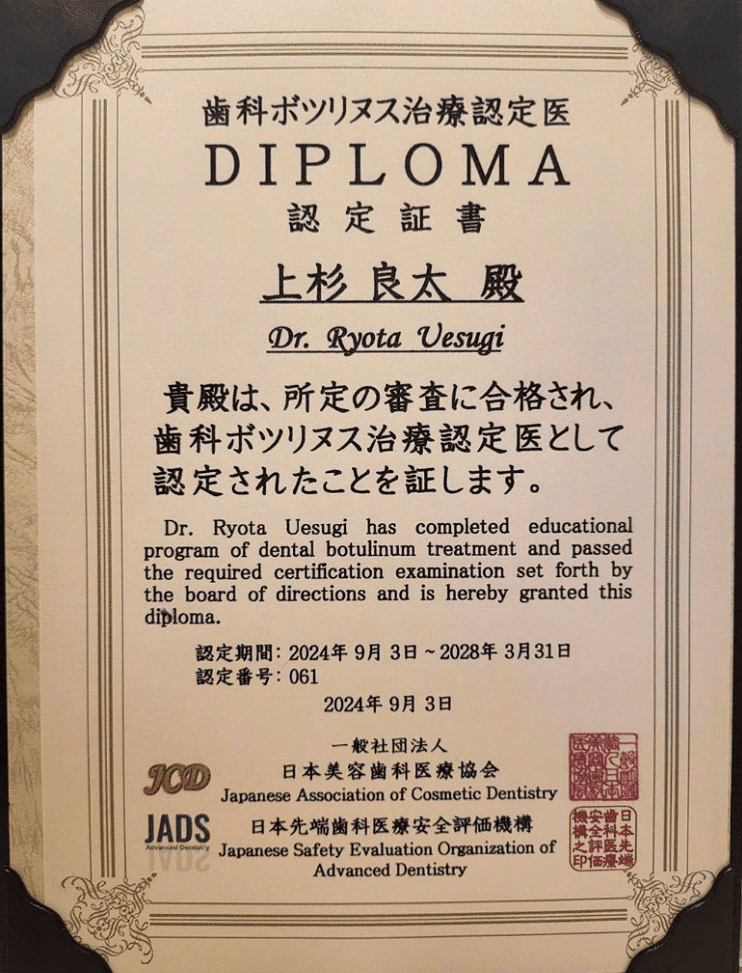 歯科ボツリヌス治療認定医
DIPLOMA
認定証書
上杉 良太 殿
Dr. Ryota Uesugi
貴殿は、所定の審査に合格され、
歯科ボツリヌス治療認定医として
認定されたことを証します。
Dr. Ryota Uesugi has completed educational
program of dental botulinum treatment and passed
the required certification examination set forth by
the board of directions and is hereby granted this
diploma.
認定期間: 2024年 9月 3日 ~ 2028年 3月31日
認定番号: 061
2024年 9月 3日
一般社団法人
JCD
日本美容歯科医療協会
Japanese Association of Cosmetic Dentistry
JADS
Advanced Dentistry
日本先端歯科医療安全評価機構
Japanese Safety Evaluation Organization of
Advanced Dentistry
日本先端
歯科医療
安全評価
機構之印